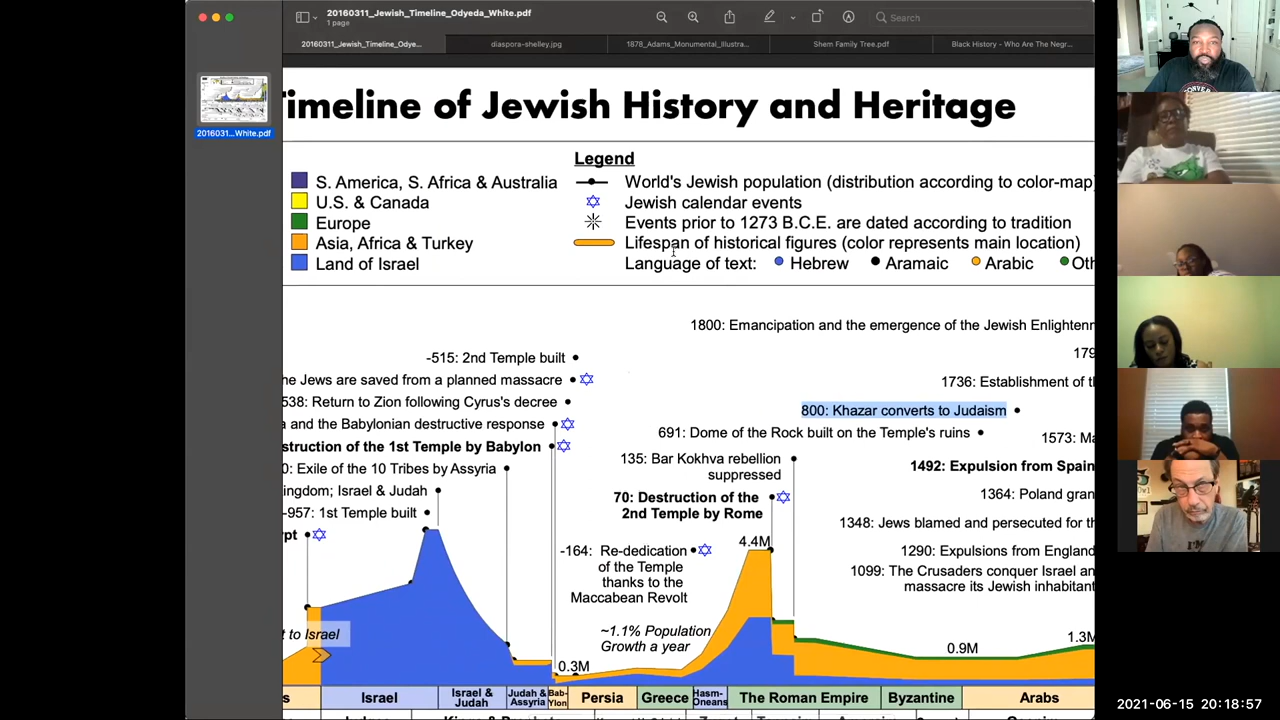 20160311_Jewish_Timeline_Odyeda_White.pdf
1 page
Search
20160311_Jewish_Timeline_Odye...
diaspora-shelley.jpg
1878_Adams_Monumental_Illustra...
Shem Family Tree.pdf
Black History - Who Are The Negr...
2016031...White.pdf
Timeline of Jewish History and Heritage
Legend
S. America, S. Africa & Australia
U.S. & Canada
Europe
Asia, Africa & Turkey
Land of Israel
World's Jewish population (distribution according to color-map)
Jewish calendar events
Events prior to 1273 B.C.E. are dated according to tradition
Lifespan of historical figures (color represents main location)
Language of text: Hebrew Aramaic Arabic Oth
1800: Emancipation and the emergence of the Jewish Enlightenn
-515: 2nd Temple built
179
he Jews are saved from a planned massacre
1736: Establishment of t
538: Return to Zion following Cyrus's decree
800: Khazar converts to Judaism
a and the Babylonian destructive response
691: Dome of the Rock built on the Temple's ruins
1573: Ma
struction of the 1st Temple by Babylon
135: Bar Kokhva rebellion
suppressed
1492: Expulsion from Spain
0: Exile of the 10 Tribes by Assyria
ingdom; Israel & Judah
70: Destruction of the
2nd Temple by Rome
1364: Poland gran
-957: 1st Temple built
1348: Jews blamed and persecuted for th
pt
4.4M
-164: Re-dedication
of the Temple
thanks to the
Maccabean Revolt
1290: Expulsions from England
1099: The Crusaders conquer Israel an
massacre its Jewish inhabitant
t to Israel
~1.1% Population
Growth a year
0.3M
0.9M
1.3M
s
Israel
Israel &
Judah
Judah &
Assyria
Bab-
Ylon
Persia
Greece
Hasm-
Oneans
The Roman Empire
Byzantine
Arabs
2021-06-15 20:18:57